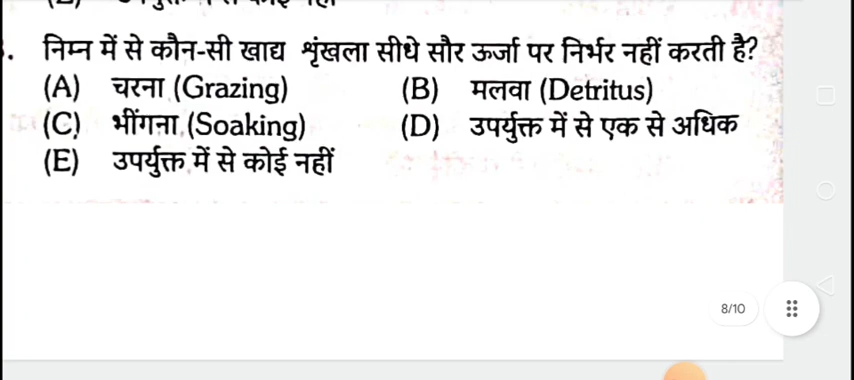 . निम्न में से कौन-सी खाद्य शृंखला सीधे सौर ऊर्जा पर निर्भर नहीं करती है?
(A) चरना (Grazing) (B) मलवा (Detritus)
(C) भींगना (Soaking) (D) उपर्युक्त में से एक से अधिक
(E) उपर्युक्त में से कोई नहीं
8/10